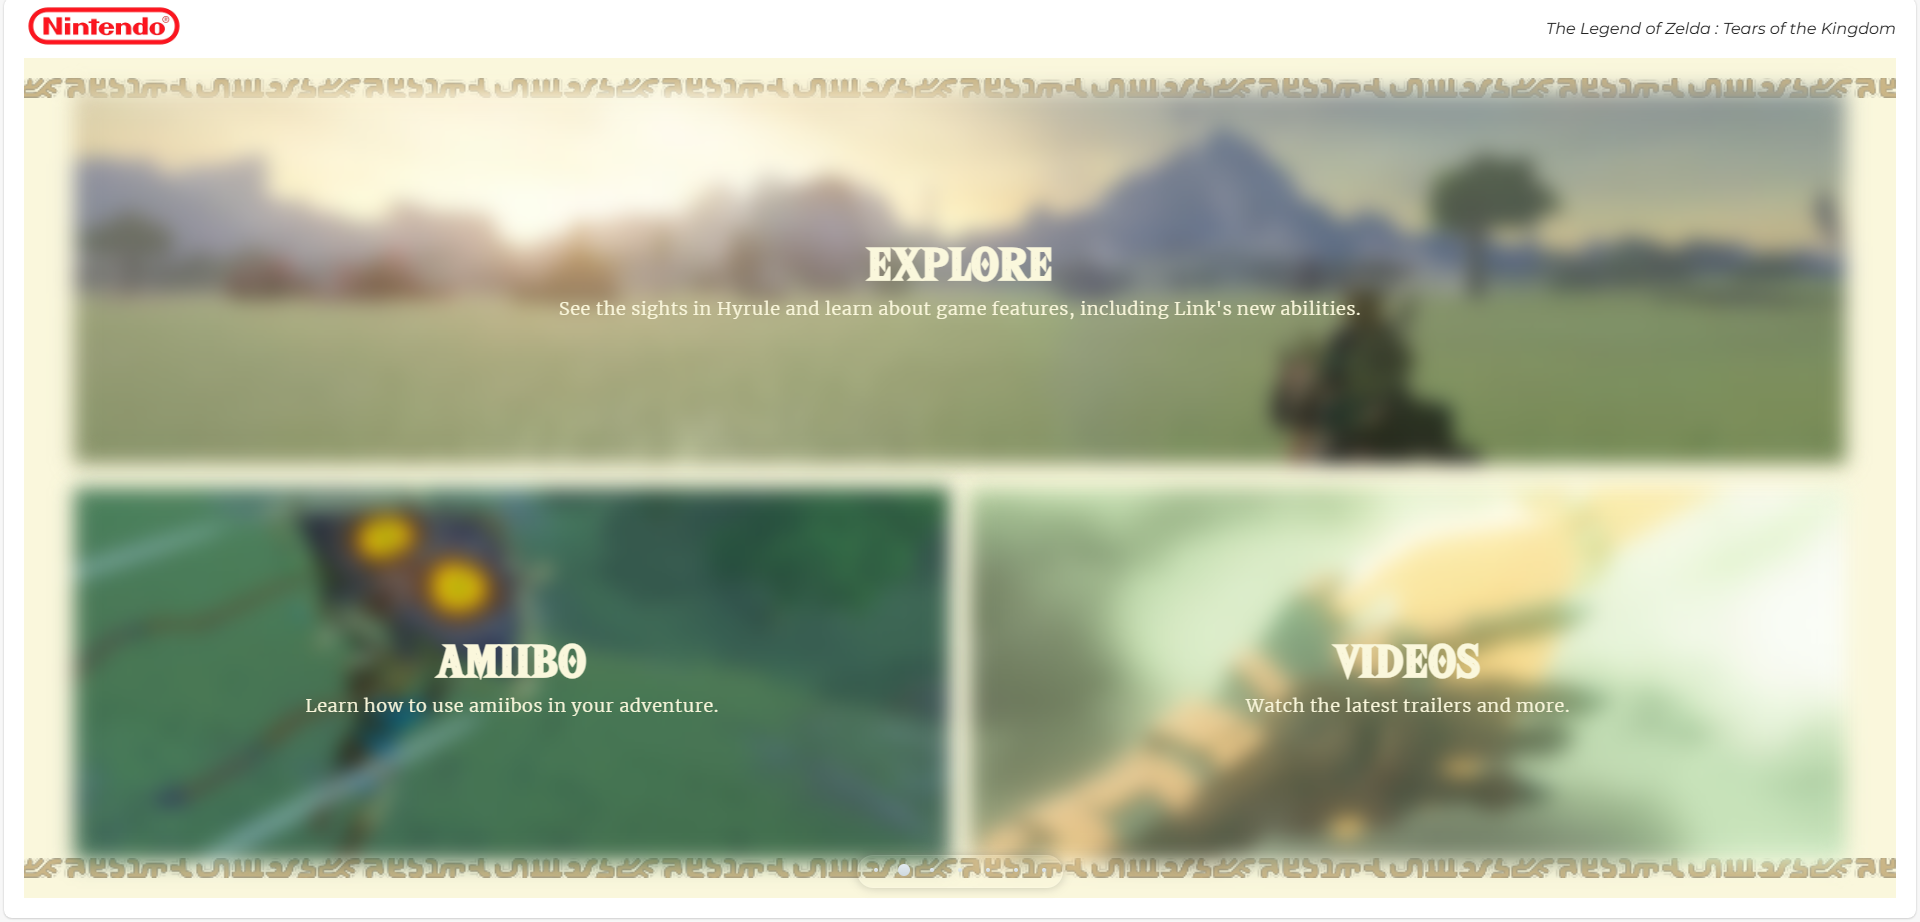 Nintendo®
The Legend of Zelda : Tears of the Kingdom
EXPLORE
See the sights in Hyrule and learn about game features, including Link's new abilities.
AMIIBO
Learn how to use amiibos in your adventure.
VIDEOS
Watch the latest trailers and more.